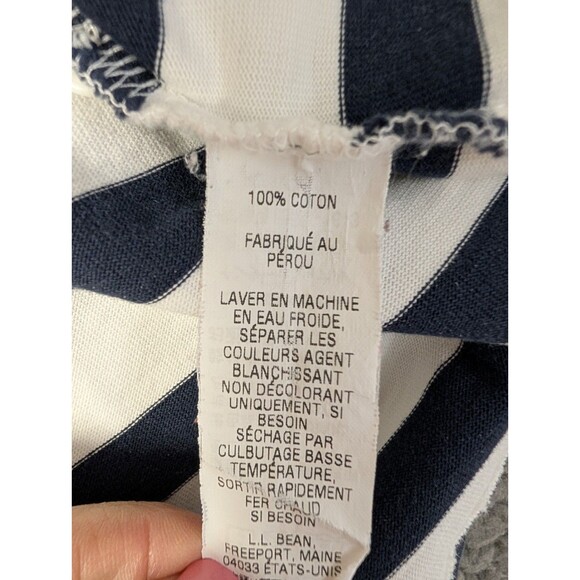 100% COTON
FABRIQUÉ AU
PÉROU
LAVER EN MACHINE
EN EAU FROIDE,
SÉPARER LES
COULEURS AGENT
BLANCHISSANT
NON DÉCOLORANT
UNIQUEMENT, SI
BESOIN
SÉCHAGE PAR
CULBUTAGE BASSE
TEMPÉRATURE,
SORTIR RAPIDEMENT
FER CHAUD
SI BESOIN
L.L. BEAN,
FREEPORT, MAINE
04033 ÉTATS-UNIS